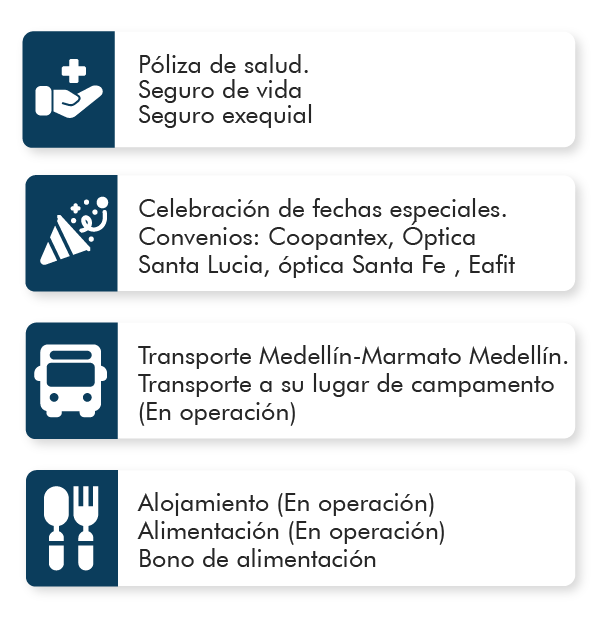 Póliza de salud.
Seguro de vida
Seguro exequial
Celebración de fechas especiales.
Convenios: Coopantex, Óptica
Santa Lucia, óptica Santa Fe , Eafit
Transporte Medellín-Marmato Medellín.
Transporte a su lugar de campamento
(En operación)
Alojamiento (En operación)
Alimentación (En operación)
Bono de alimentación